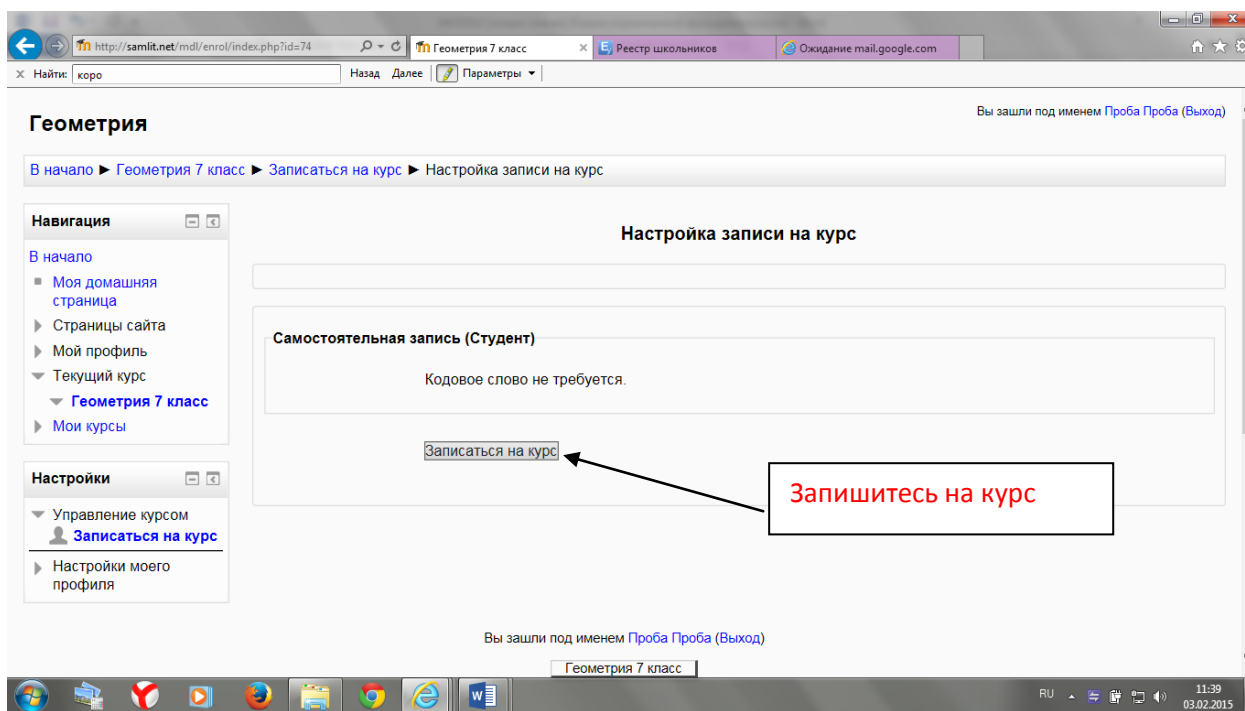 http://samlit.net/mdl/enrol/index.php?id=74
Геометрия 7 класс
Реестр школьников
Ожидание mail.google.com
Найти: коро
Назад Далее Параметры
Вы зашли под именем Проба Проба (Выход)
Геометрия
В начало ► Геометрия 7 класс ► Записаться на курс ► Настройка записи на курс
Навигация
В начало
Моя домашняя
страница
Страницы сайта
Мой профиль
Текущий курс
Геометрия 7 класс
Мои курсы
Настройки
Управление курсом
Записаться на курс
Настройки моего
профиля
Настройка записи на курс
Самостоятельная запись (Студент)
Кодовое слово не требуется.
Записаться на курс
Запишитесь на курс
Вы зашли под именем Проба Проба (Выход)
Геометрия 7 класс
RU
11:39
03.02.2015